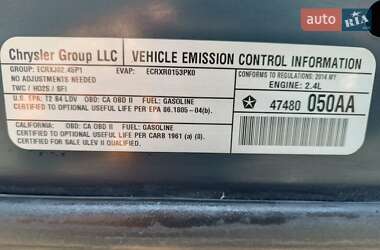 AUTO RIA
Chrysler Group LLC
VEHICLE EMISSION CONTROL INFORMATION
GROUP: ECRXJ02.45P1 EVAP: ECRXR0153PK0
NO ADJUSTMENTS NEEDED
TWC / HO2S / SFI
CONFORMS TO REGULATIONS: 2014 MY
ENGINE: 2.4L
U.S. EPA: T2 B4 LDV OBD: CA OBD II FUEL: GASOLINE
CERTIFIED TO OPTIONAL USEFUL LIFE PER EPA 86.1805-04(b).
47480 050AA
CALIFORNIA: OBD: CA OBD II FUEL: GASOLINE
CERTIFIED TO OPTIONAL USEFUL LIFE PER CARB 1961 (a) (8).
CERTIFIED FOR SALE: ULEV II QUALIFIED.